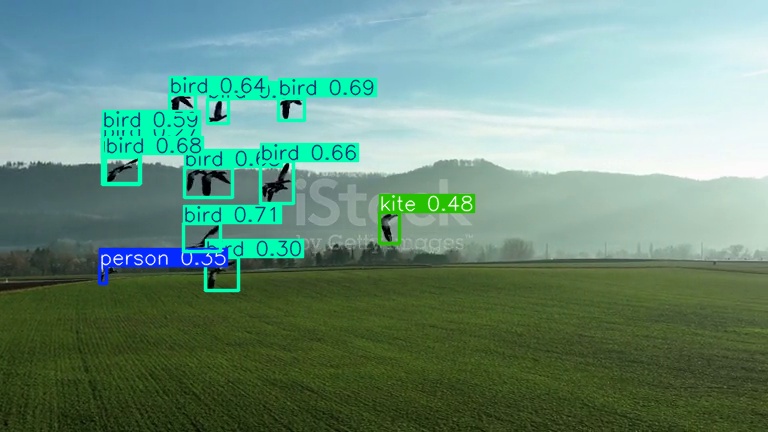 bird 0.64
bird 0.69
bird 0.59
bird 0.68
bird 0.66
bird 0.71
kite 0.48
bird 0.30
person 0.35
iStock
by Getty Images™